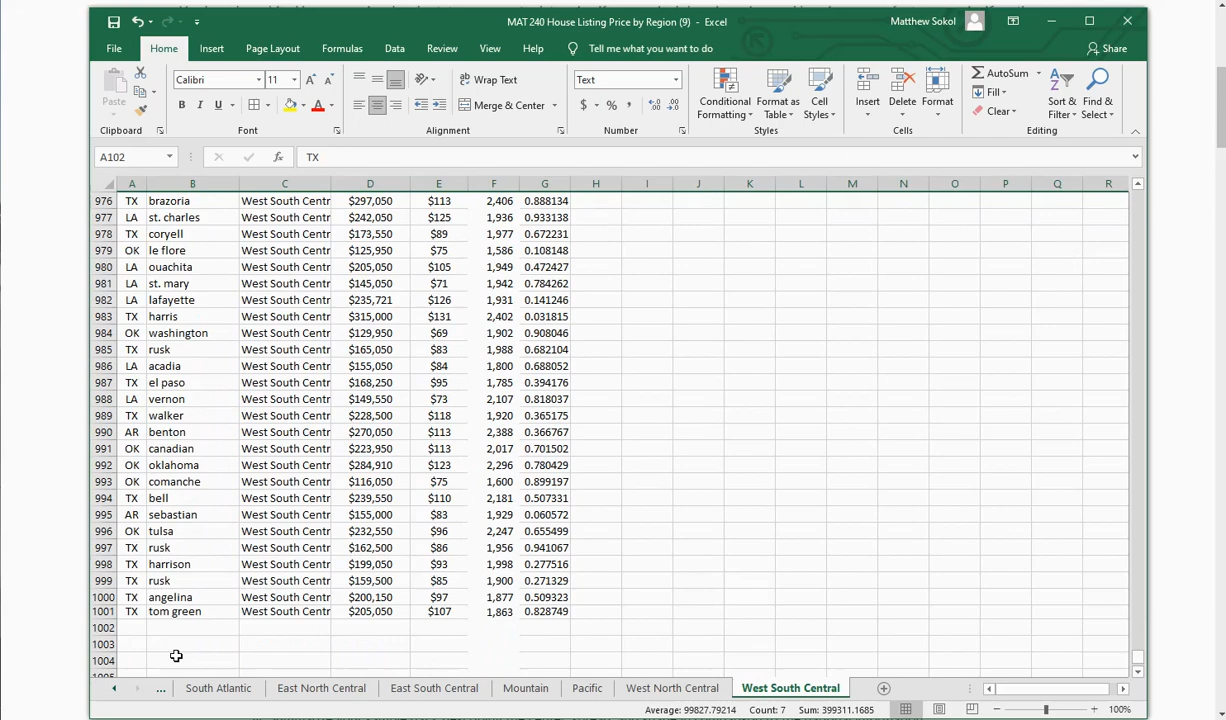 MAT 240 House Listing Price by Region (9) - Excel
Matthew Sokol
File Home Insert Page Layout Formulas Data Review View Help Tell me what you want to do Share
Paste
Calibri 11
B I U A
Wrap Text
Merge & Center
Text
$ % ,
Conditional Formatting
Format as Table
Cell Styles
Insert
Delete
Format
AutoSum
Fill
Clear
Sort & Filter
Find & Select
Clipboard Font Alignment Number Styles Cells Editing
A102 fx TX
A B C D E F G H I J K L M N O P Q R
976 TX brazoria West South Centr $297,050 $113 2,406 0.888134
977 LA st. charles West South Centr $242,050 $125 1,936 0.933138
978 TX coryell West South Centr $173,550 $89 1,977 0.672231
979 OK le flore West South Centr $125,950 $75 1,586 0.108148
980 LA ouachita West South Centr $205,050 $105 1,949 0.472427
981 LA st. mary West South Centr $145,050 $71 1,942 0.784262
982 LA lafayette West South Centr $235,721 $126 1,931 0.141246
983 TX harris West South Centr $315,000 $131 2,402 0.031815
984 OK washington West South Centr $129,950 $69 1,902 0.908046
985 TX rusk West South Centr $165,050 $83 1,988 0.682104
986 LA acadia West South Centr $155,050 $84 1,800 0.688052
987 TX el paso West South Centr $168,250 $95 1,785 0.394176
988 LA vernon West South Centr $149,550 $73 2,107 0.818037
989 TX walker West South Centr $228,500 $118 1,920 0.365175
990 AR benton West South Centr $270,050 $113 2,388 0.366767
991 OK canadian West South Centr $223,950 $113 2,017 0.701502
992 OK oklahoma West South Centr $284,910 $123 2,296 0.780429
993 OK comanche West South Centr $116,050 $75 1,600 0.899197
994 TX bell West South Centr $239,550 $110 2,181 0.507331
995 AR sebastian West South Centr $155,000 $83 1,929 0.060572
996 OK tulsa West South Centr $232,550 $96 2,247 0.655499
997 TX rusk West South Centr $162,500 $86 1,956 0.941067
998 TX harrison West South Centr $199,050 $93 1,998 0.277516
999 TX rusk West South Centr $159,500 $85 1,900 0.271329
1000 TX angelina West South Centr $200,150 $97 1,877 0.509323
1001 TX tom green West South Centr $205,050 $107 1,863 0.828749
1002
1003
1004
... South Atlantic East North Central East South Central Mountain Pacific West North Central West South Central
Average: 99827.79214 Count: 7 Sum: 399311.1685 100%